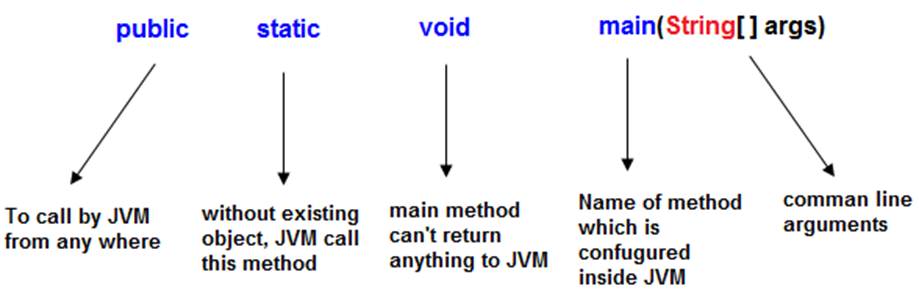 public static void main(String[ ] args)
To call by JVM
from any where
without existing
object, JVM call
this method
main method
can't return
anything to JVM
Name of method
which is
confugured
inside JVM
comman line
arguments